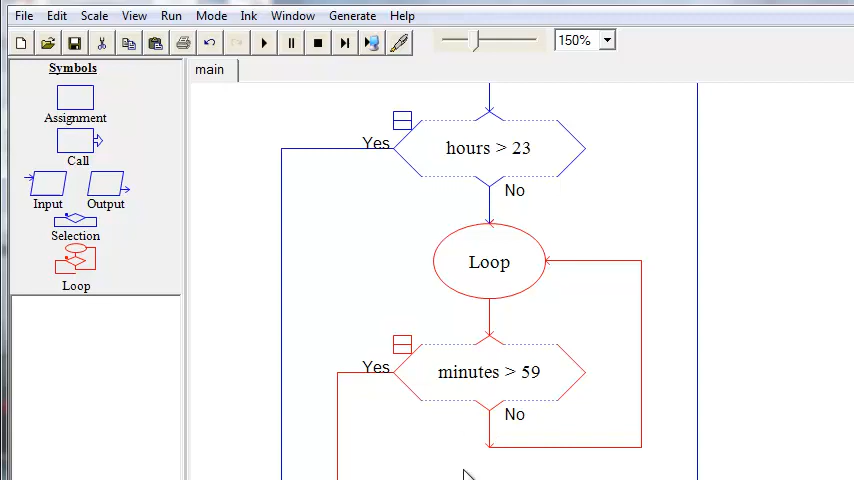 File Edit Scale View Run Mode Ink Window Generate Help
150%
Symbols
main
Assignment
Call
Input Output
Selection
Loop
Yes
hours > 23
No
Loop
Yes
minutes > 59
No